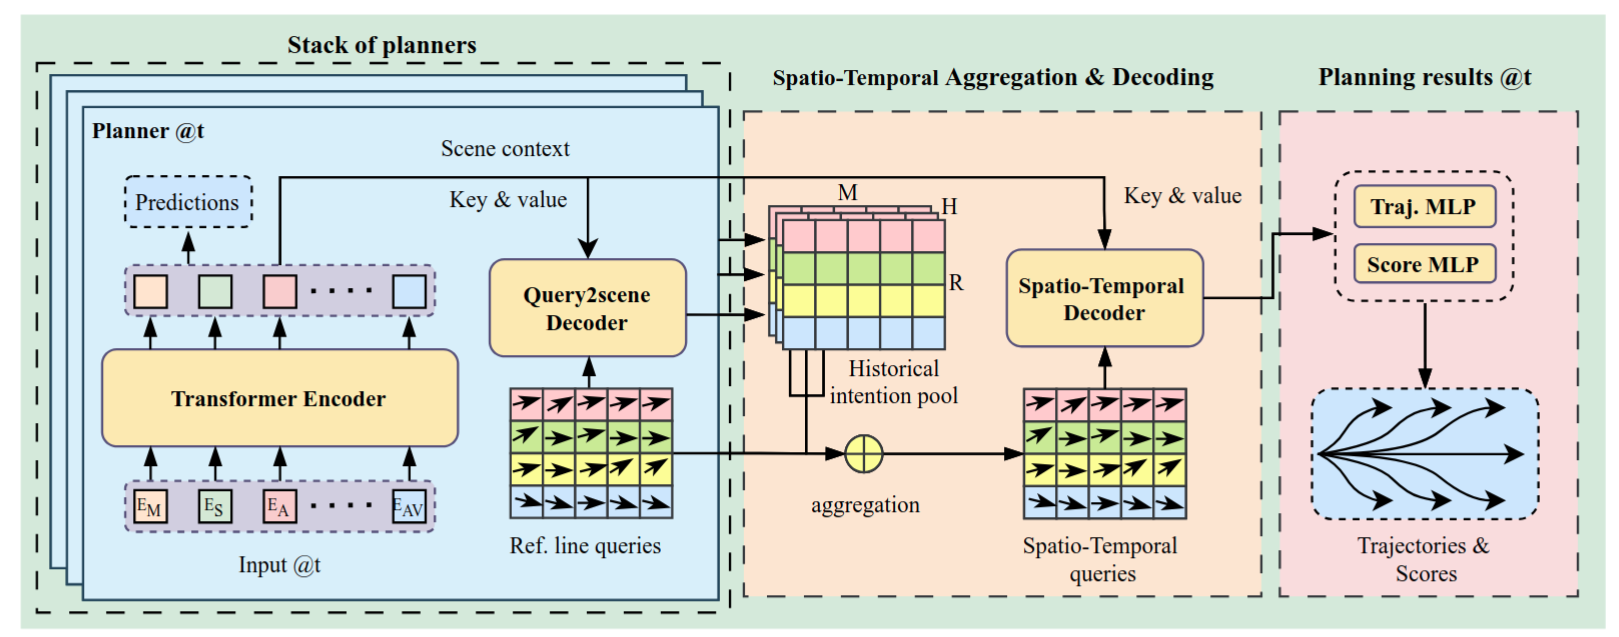 Stack of planners
Spatio-Temporal Aggregation & Decoding
Planning results @t
Planner @t
Scene context
Predictions
Key & value
Key & value
M
H
R
Traj. MLP
Score MLP
Query2scene
Decoder
Spatio-Temporal
Decoder
Transformer Encoder
Historical
intention pool
E_M
E_S
E_A
E_AV
aggregation
Input @t
Ref. line queries
Spatio-Temporal
queries
Trajectories &
Scores